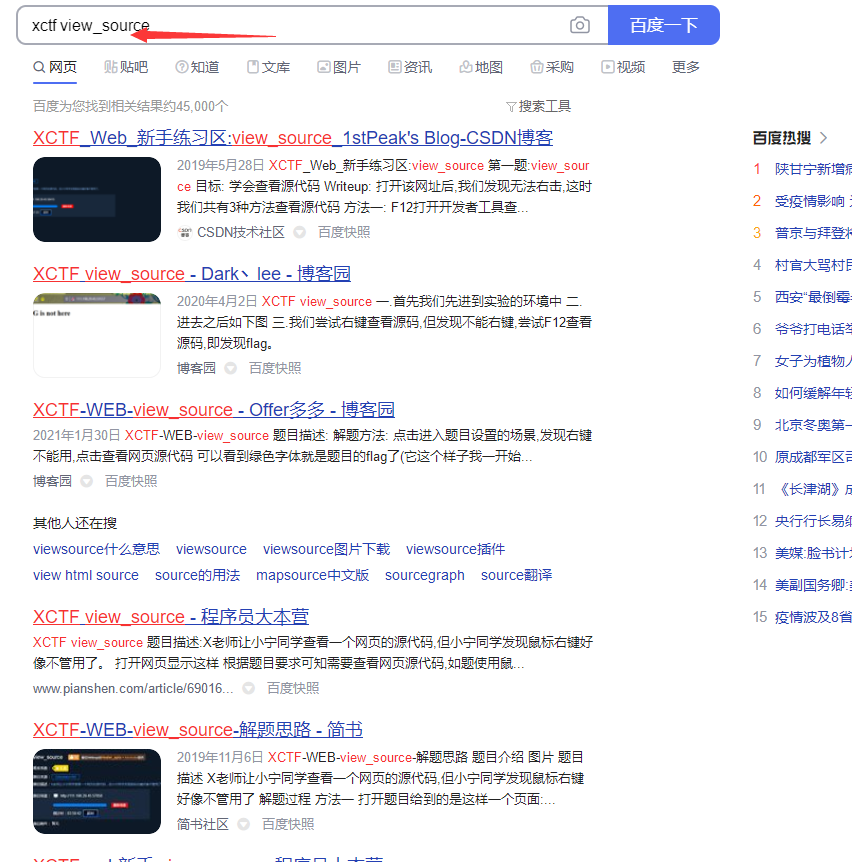 xctf view_source
百度一下
网页 贴吧 知道 文库 图片 资讯 地图 采购 视频 更多
百度为您找到相关结果约45,000个
搜索工具
XCTF_Web_新手练习区:view_source_1stPeak's Blog-CSDN博客
2019年5月28日 XCTF_Web_新手练习区:view_source 第一题:view_sour
ce 目标: 学会查看源代码 Writeup: 打开该网址后,我们发现无法右击,这时
我们共有3种方法查看源代码 方法一: F12打开开发者工具查...
CSDN技术社区 百度快照
XCTF view_source - Dark丶lee - 博客园
G is not here
2020年4月2日 XCTF view_source 一.首先我们先进到实验的环境中 二.
进去之后如下图 三.我们尝试右键查看源码,但发现不能右键,尝试F12查看
源码,即发现flag。
博客园 百度快照
XCTF-WEB-view_source - Offer多多 - 博客园
2021年1月30日 XCTF-WEB-view_source 题目描述: 解题方法: 点击进入题目设置的场景,发现右键
不能用,点击查看网页源代码 可以看到绿色字体就是题目的flag了(它这个样子我一开始...
博客园 百度快照
其他人还在搜
viewsource什么意思 viewsource viewsource图片下载 viewsource插件
view html source source的用法 mapsource中文版 sourcegraph source翻译
XCTF view_source - 程序员大本营
XCTF view_source 题目描述:X老师让小宁同学查看一个网页的源代码,但小宁同学发现鼠标右键好
像不管用了。 打开网页显示这样 根据题目要求可知需要查看网页源代码,如题使用鼠...
www.pianshen.com/article/69016... 百度快照
XCTF-WEB-view_source-解题思路 - 简书
2019年11月6日 XCTF-WEB-view_source-解题思路 题目介绍 图片 题目
描述 X老师让小宁同学查看一个网页的源代码,但小宁同学发现鼠标右键
好像不管用了 解题过程 方法一 打开题目给到的是这样一个页面:...
简书社区 百度快照
百度热搜
1 陕甘宁新增病
2 受疫情影响
3 普京与拜登
4 村官大骂村民
5 西安“最倒霉
6 爷爷打电话
7 女子为植物人
8 如何缓解年轻
9 北京冬奥第一
10 原成都军区司
11 《长津湖》
12 央行行长易纲
13 美媒:脸书计划
14 美副国务卿:
15 疫情波及8省